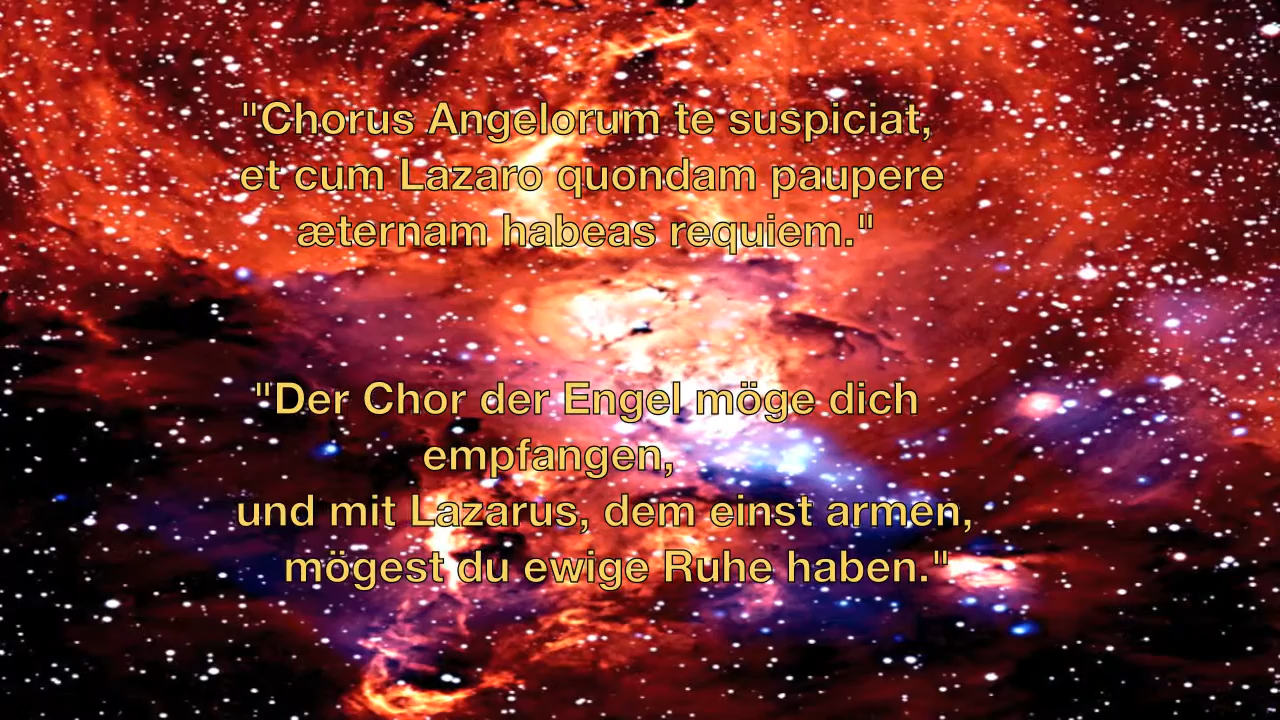 "Chorus Angelorum te suspiciat,
et cum Lazaro quondam paupere
æternam habeas requiem."
"Der Chor der Engel möge dich
empfangen,
und mit Lazarus, dem einst armen,
mögest du ewige Ruhe haben."